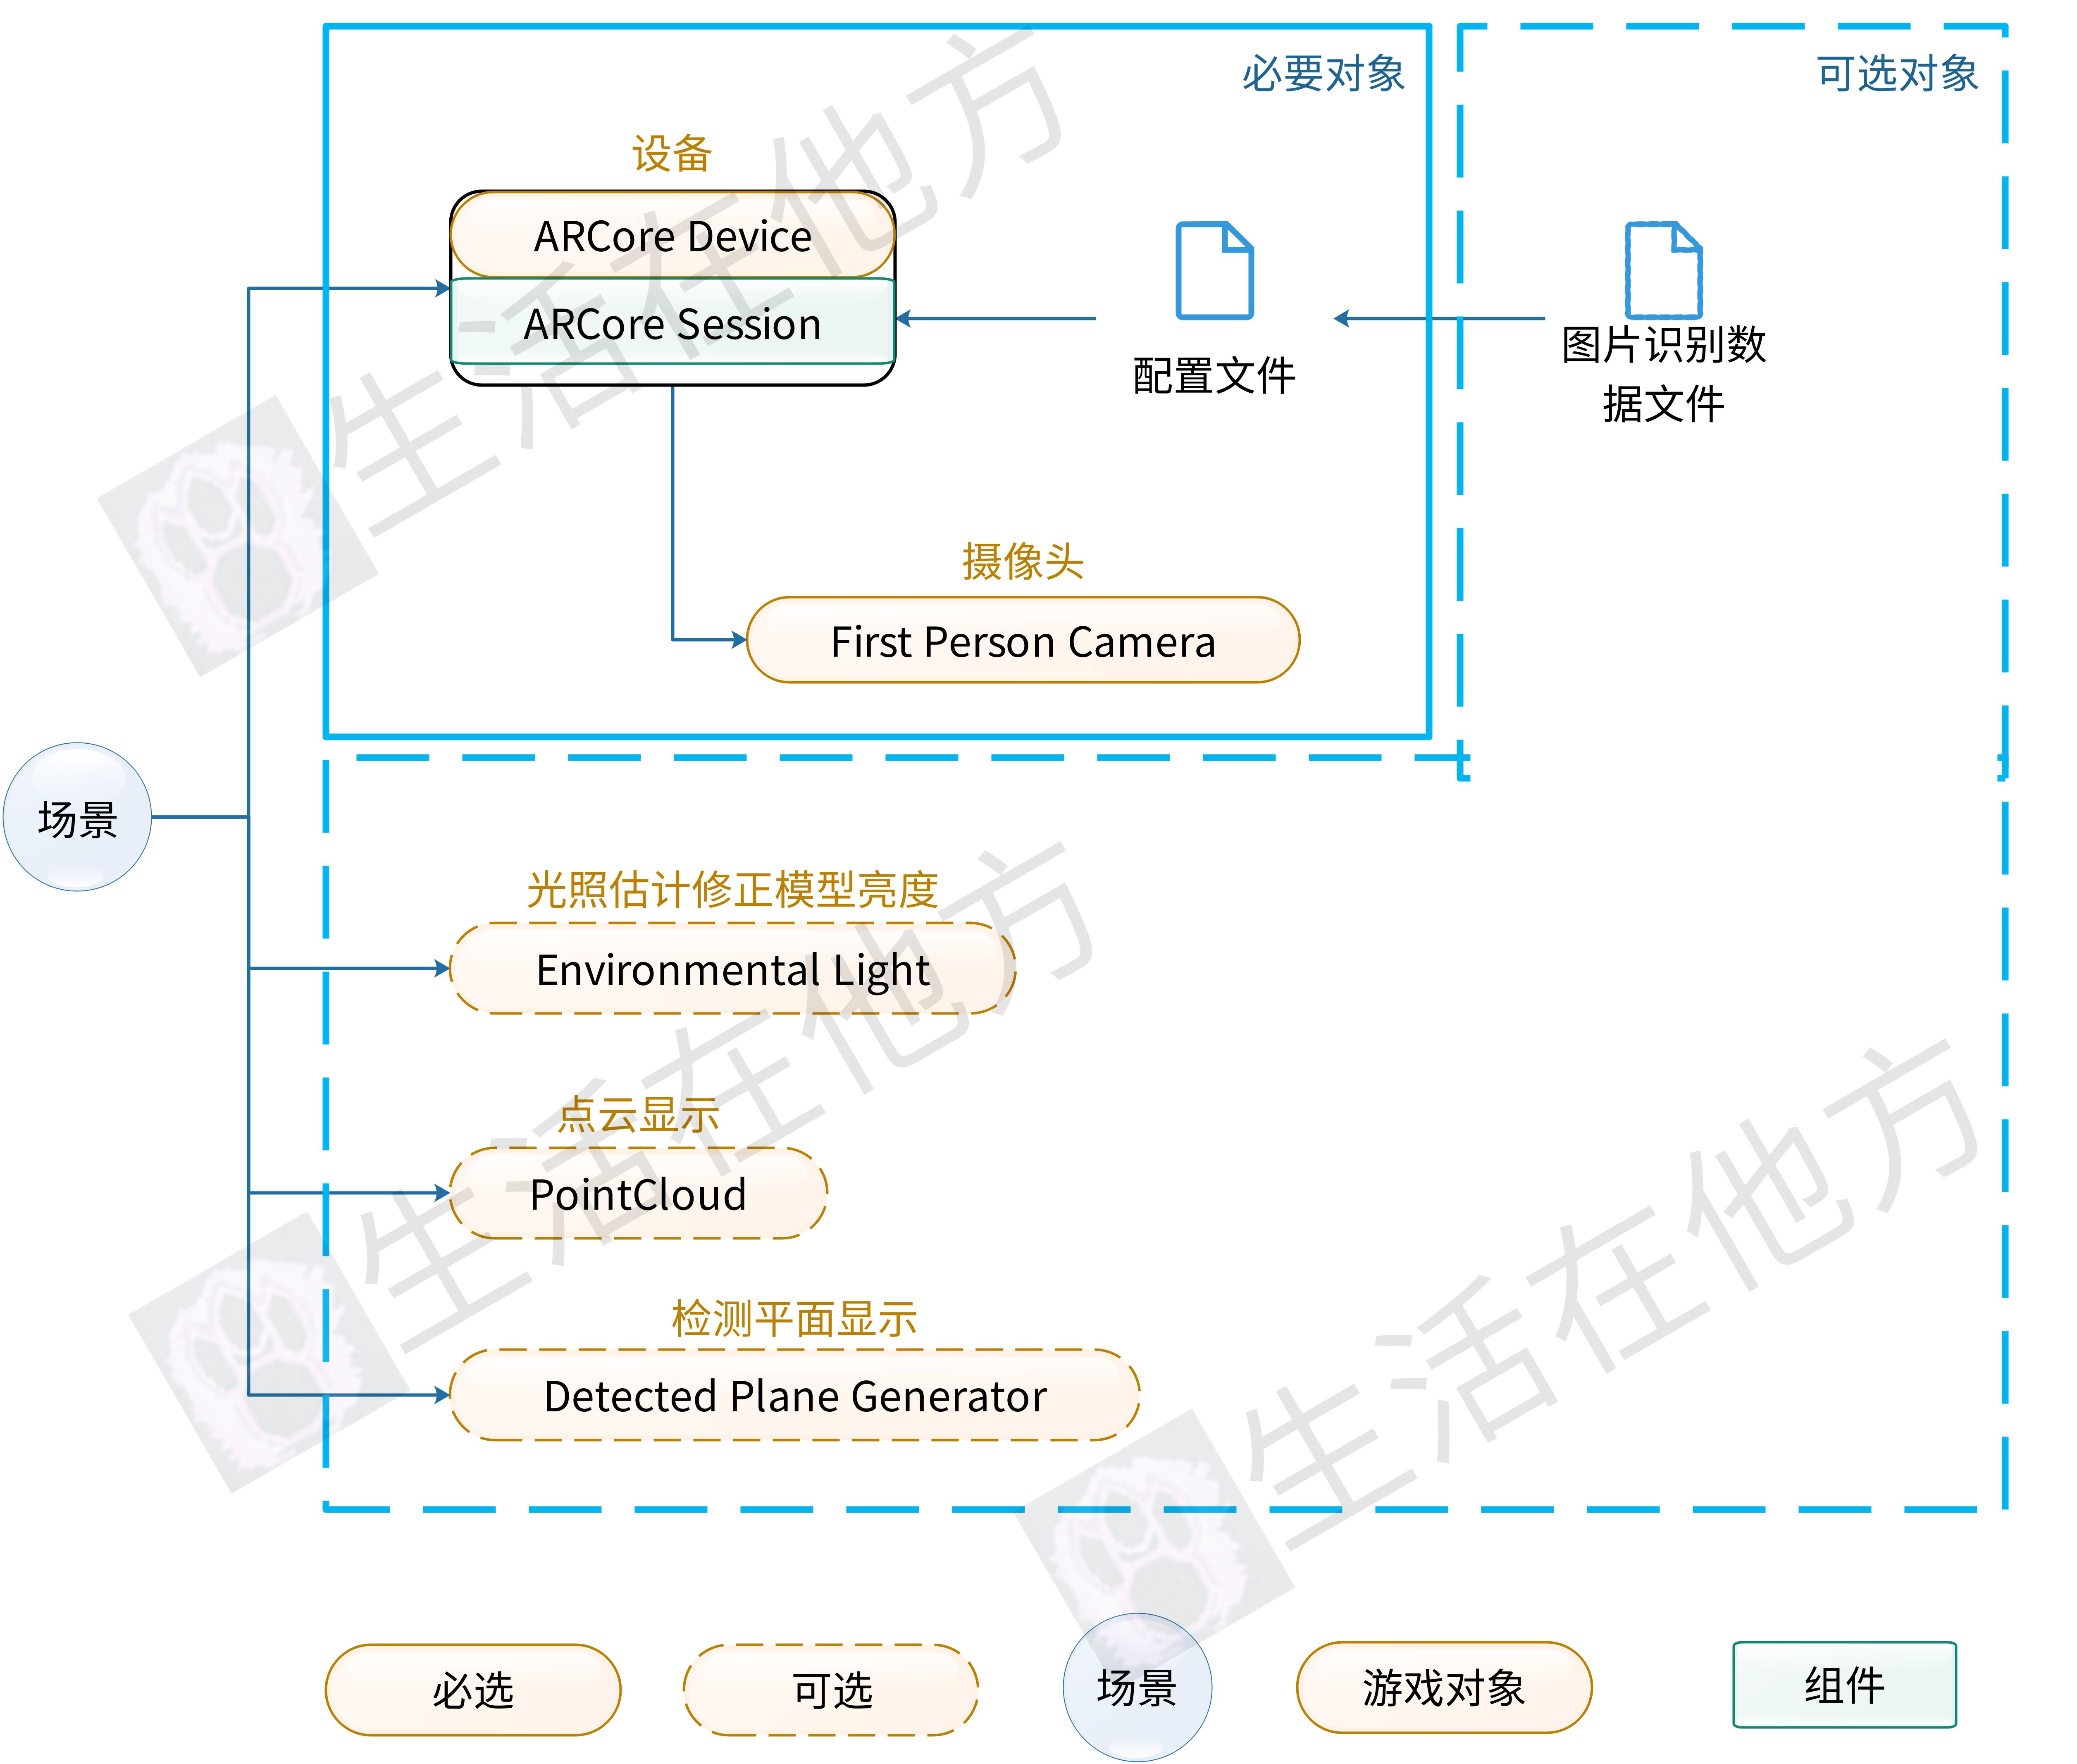 必要对象
可选对象
设备
ARCore Device
ARCore Session
配置文件
图片识别数
据文件
摄像头
First Person Camera
场景
光照估计修正模型亮度
Environmental Light
点云显示
PointCloud
检测平面显示
Detected Plane Generator
必选
可选
场景
游戏对象
组件
生活在他方
生活在他方
生活在他方